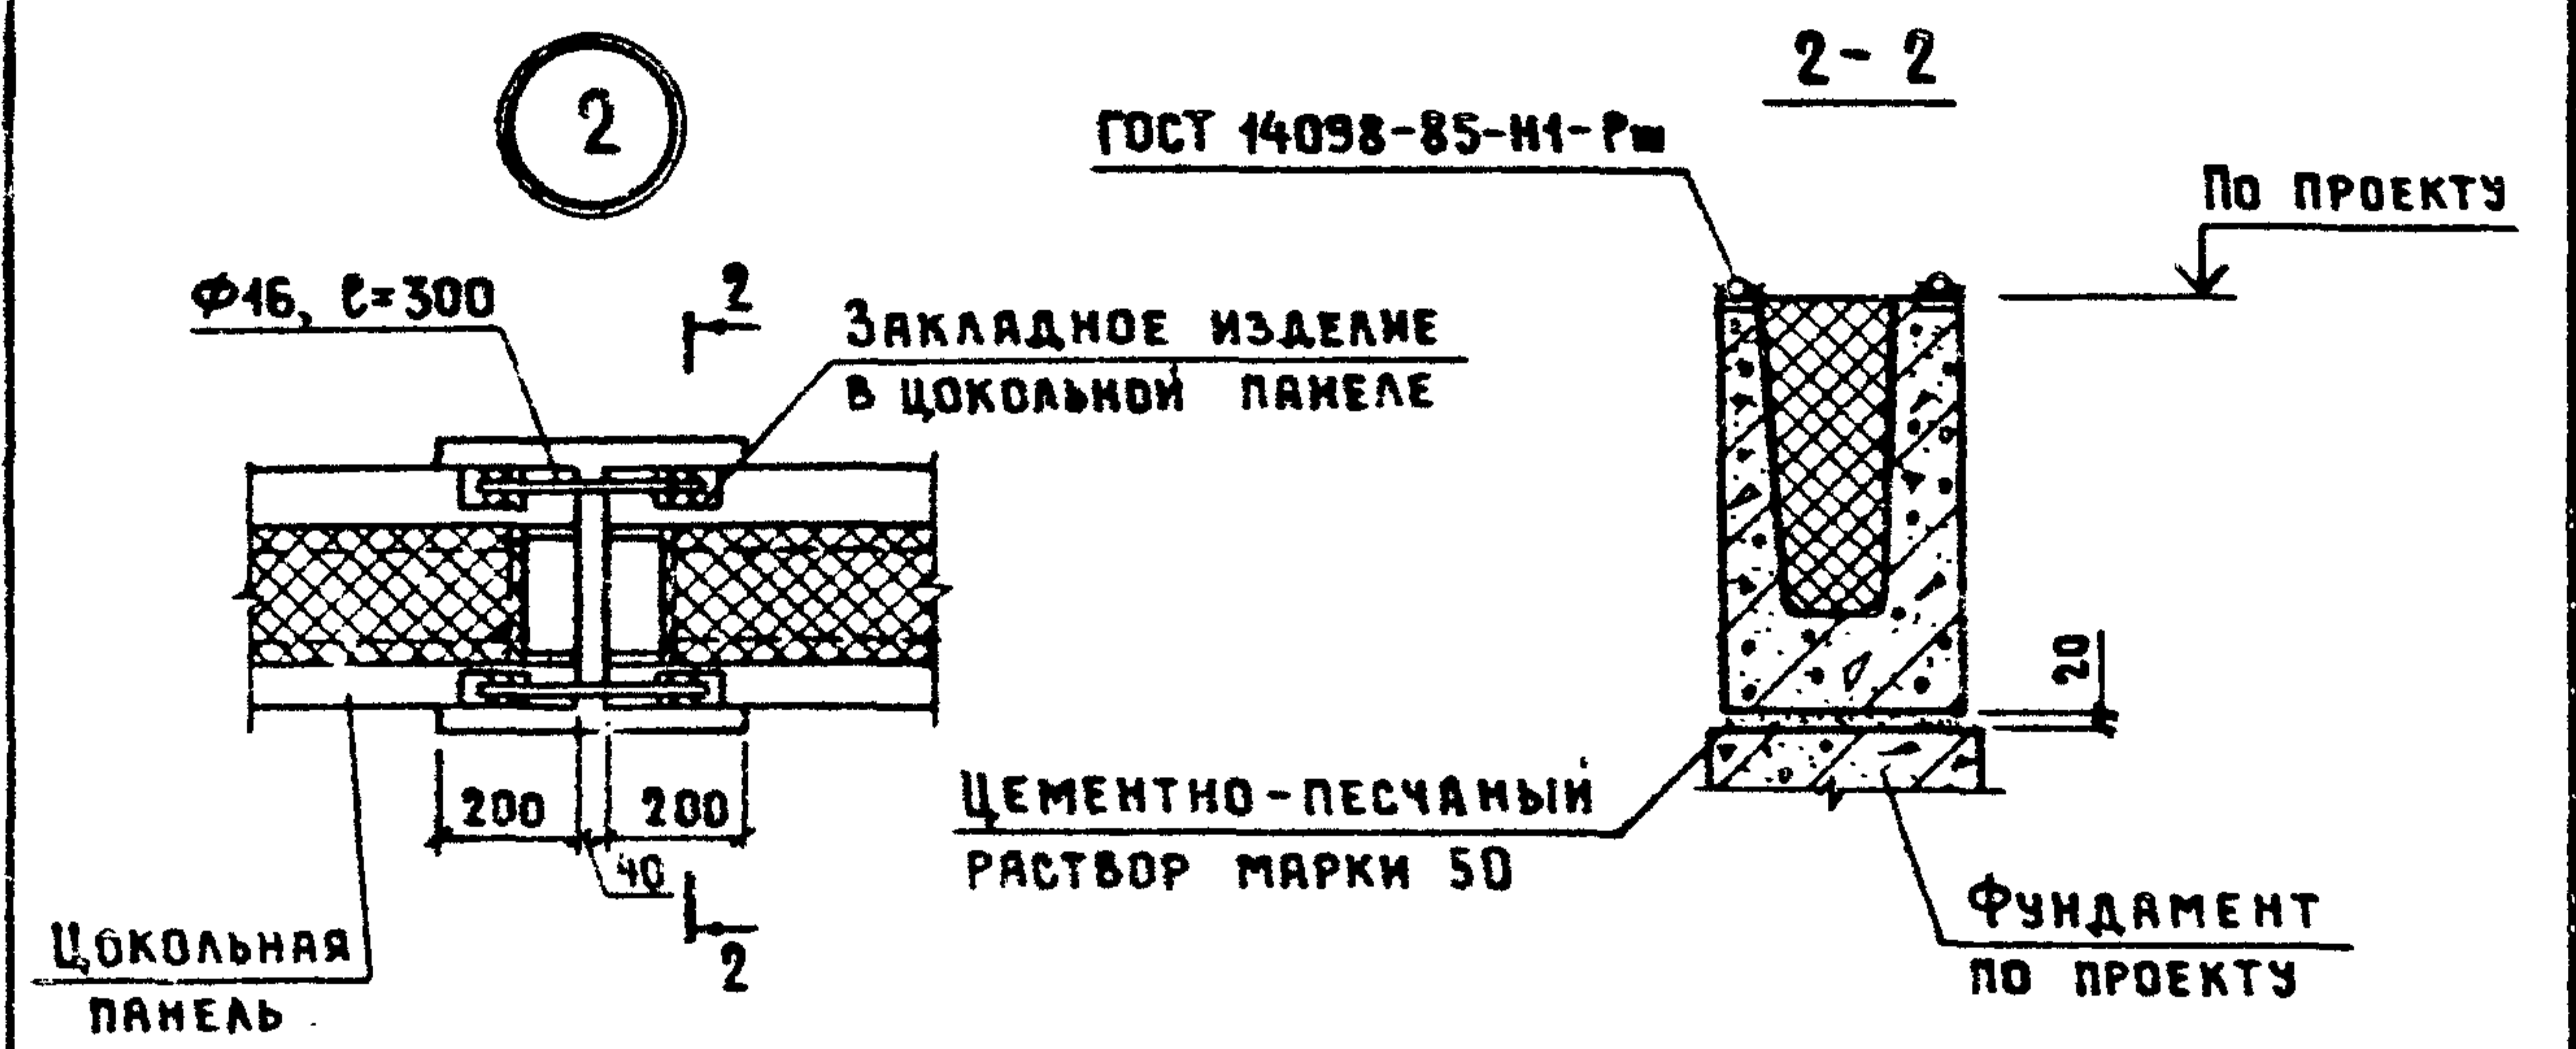 2
2-2
ГОСТ 14098-85-Н1-Рш
По проекту
Ф16, ℓ=300
2
Закладное изделие
в цокольной панеле
20
200
200
40
Цементно-песчаный
раствор марки 50
2
Цокольная
панель
Фундамент
по проекту